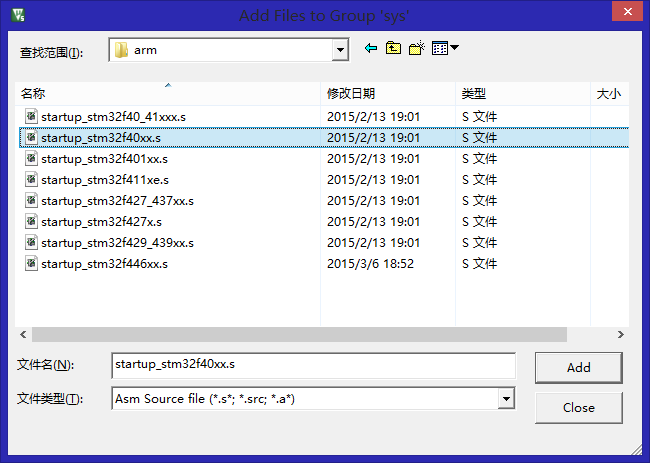 Add Files to Group 'sys'
查找范围(I): arm
名称 修改日期 类型 大小
startup_stm32f40_41xxx.s 2015/2/13 19:01 S 文件
startup_stm32f40xx.s 2015/2/13 19:01 S 文件
startup_stm32f401xx.s 2015/2/13 19:01 S 文件
startup_stm32f411xe.s 2015/2/13 19:01 S 文件
startup_stm32f427_437xx.s 2015/2/13 19:01 S 文件
startup_stm32f427x.s 2015/2/13 19:01 S 文件
startup_stm32f429_439xx.s 2015/2/13 19:01 S 文件
startup_stm32f446xx.s 2015/3/6 18:52 S 文件
文件名(N): startup_stm32f40xx.s Add
文件类型(T): Asm Source file (*.s*; *.src; *.a*) Close